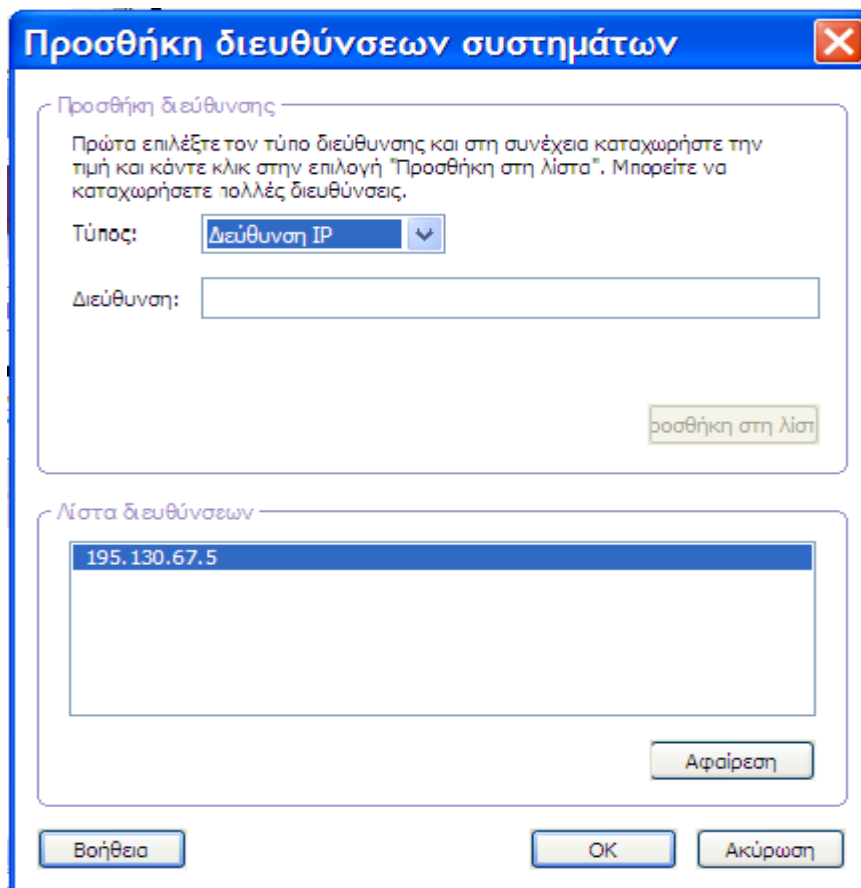 Προσθήκη διευθύνσεων συστημάτων
Προσθήκη διεύθυνσης
Πρώτα επιλέξτε τον τύπο διεύθυνσης και στη συνέχεια καταχωρήστε την
τιμή και κάντε κλικ στην επιλογή "Προσθήκη στη λίστα". Μπορείτε να
καταχωρήσετε πολλές διευθύνσεις.
Τύπος: Διεύθυνση IP
Διεύθυνση:
ροσθήκη στη λίστ
Λίστα διευθύνσεων
195.130.67.5
Αφαίρεση
Βοήθεια OK Ακύρωση